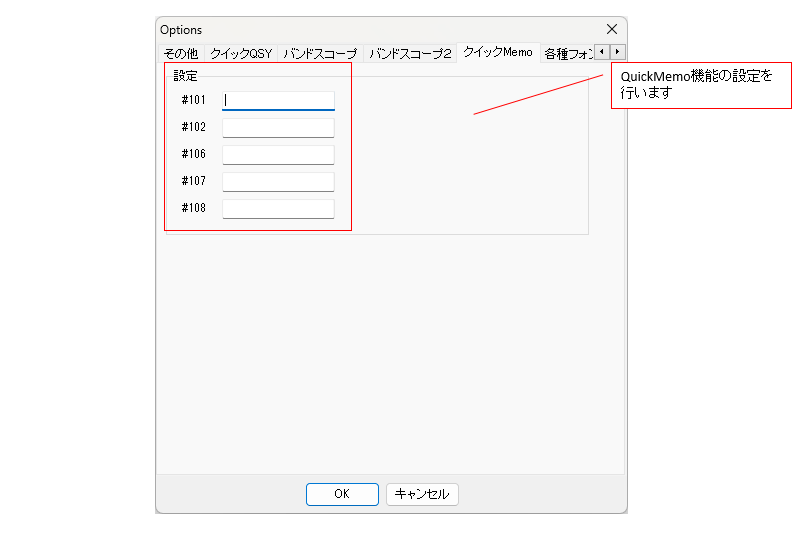 Options
その他 クイックQSY バンドスコープ バンドスコープ2 クイックMemo 各種フォン
設定
#101
#102
#106
#107
#108
QuickMemo機能の設定を
行います
OK キャンセル